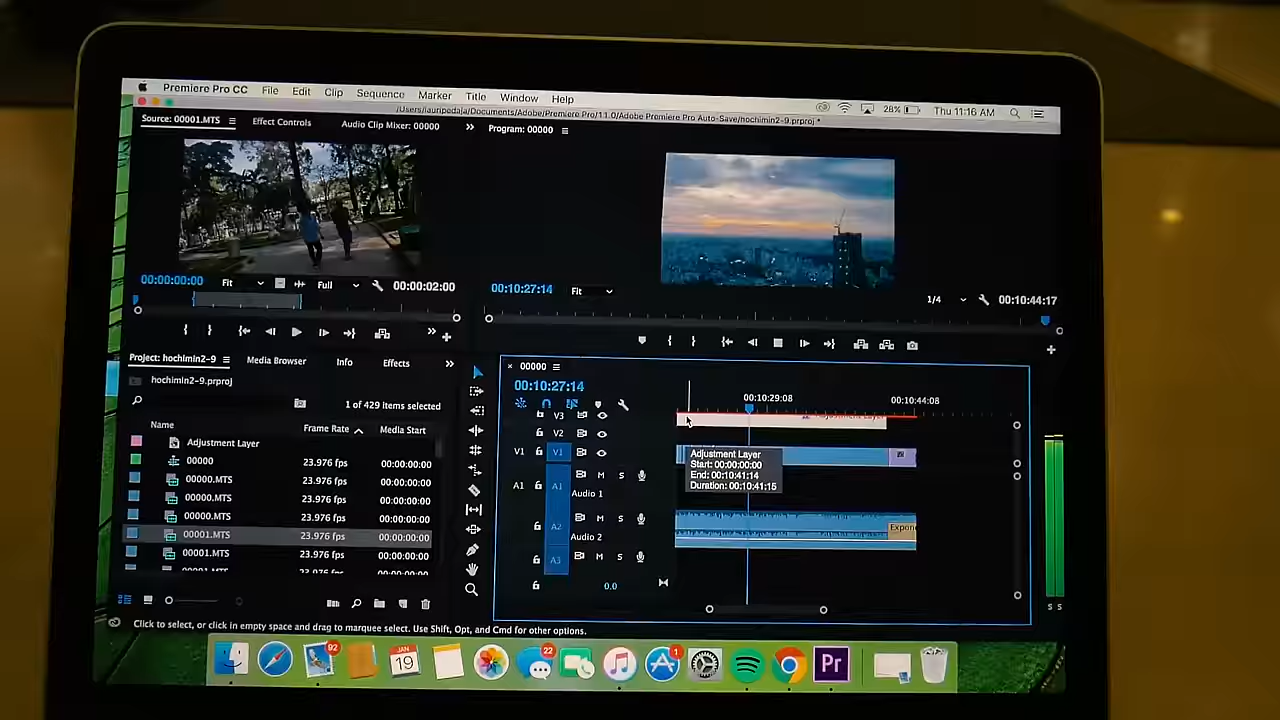 Premiere Pro CC File Edit Clip Sequence Marker Title Window Help 28% Thu 11:16 AM
/Users/lauripedaja/Documents/Adobe/Premiere Pro/11.0/Adobe Premiere Pro Auto-Save/hochimin2-9.prproj *
Source: 00001.MTS Effect Controls Audio Clip Mixer: 00000 Program: 00000
00:00:00:00 Fit Full 00:00:02:00
00:10:27:14 Fit 1/4 00:10:44:17
Project: hochimin2-9 Media Browser Info Effects
hochimin2-9.prproj
1 of 429 items selected
Name Frame Rate Media Start
Adjustment Layer
00000 23.976 fps 00:00:00:00
00000.MTS 23.976 fps 00:00:00:00
00000.MTS 23.976 fps 00:00:00:00
00000.MTS 23.976 fps 00:00:00:00
00001.MTS 23.976 fps 00:00:00:00
00001.MTS 23.976 fps 00:00:00:00
00000
00:10:27:14
00:10:29:08 00:10:44:08
V3
V2
V1 V1
Adjustment Layer
Start: 00:00:00:00
End: 00:10:41:14
Duration: 00:10:41:15
A1 A1 M S
Audio 1
A2 M S
Audio 2
A3 M S
0.0
Expone
S S
Click to select, or click in empty space and drag to marquee select. Use Shift, Opt, and Cmd for other options.
92 JAN 19 22 1 Pr